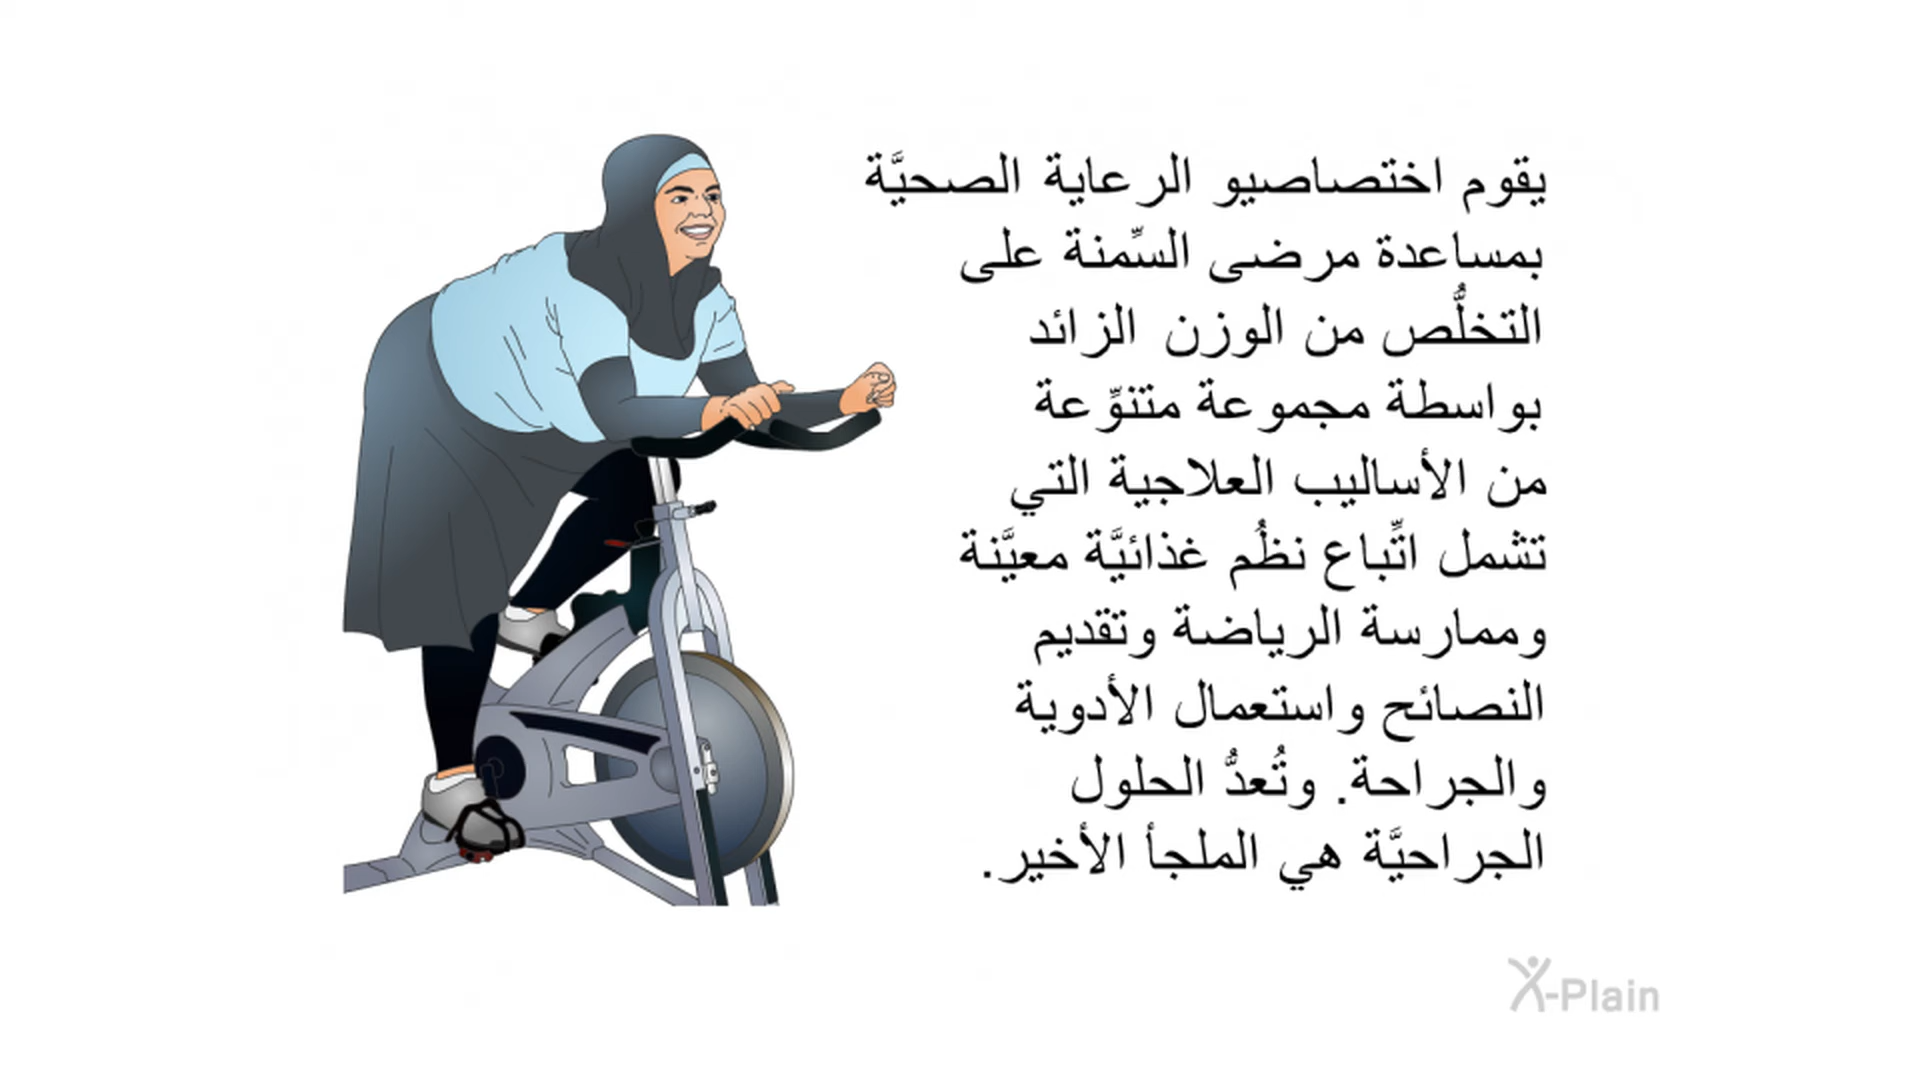 يقوم اختصاصيو الرعاية الصحيَّة
بمساعدة مرضى السِّمنة على
التخلُّص من الوزن الزائد
بواسطة مجموعة متنوِّعة
من الأساليب العلاجية التي
تشمل اتِّباع نظُم غذائيَّة معيَّنة
وممارسة الرياضة وتقديم
النصائح واستعمال الأدوية
والجراحة. وتُعدُّ الحلول
الجراحيَّة هي الملجأ الأخير.
X-Plain